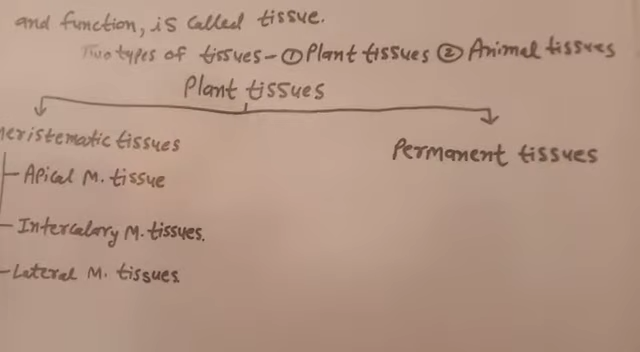 and function, is called tissue.
Two types of tissues - ① Plant tissues ② Animal tissues
Plant tissues
meristematic tissues
Permanent tissues
Apical M. tissue
Intercalary M. tissues.
Lateral M. tissues